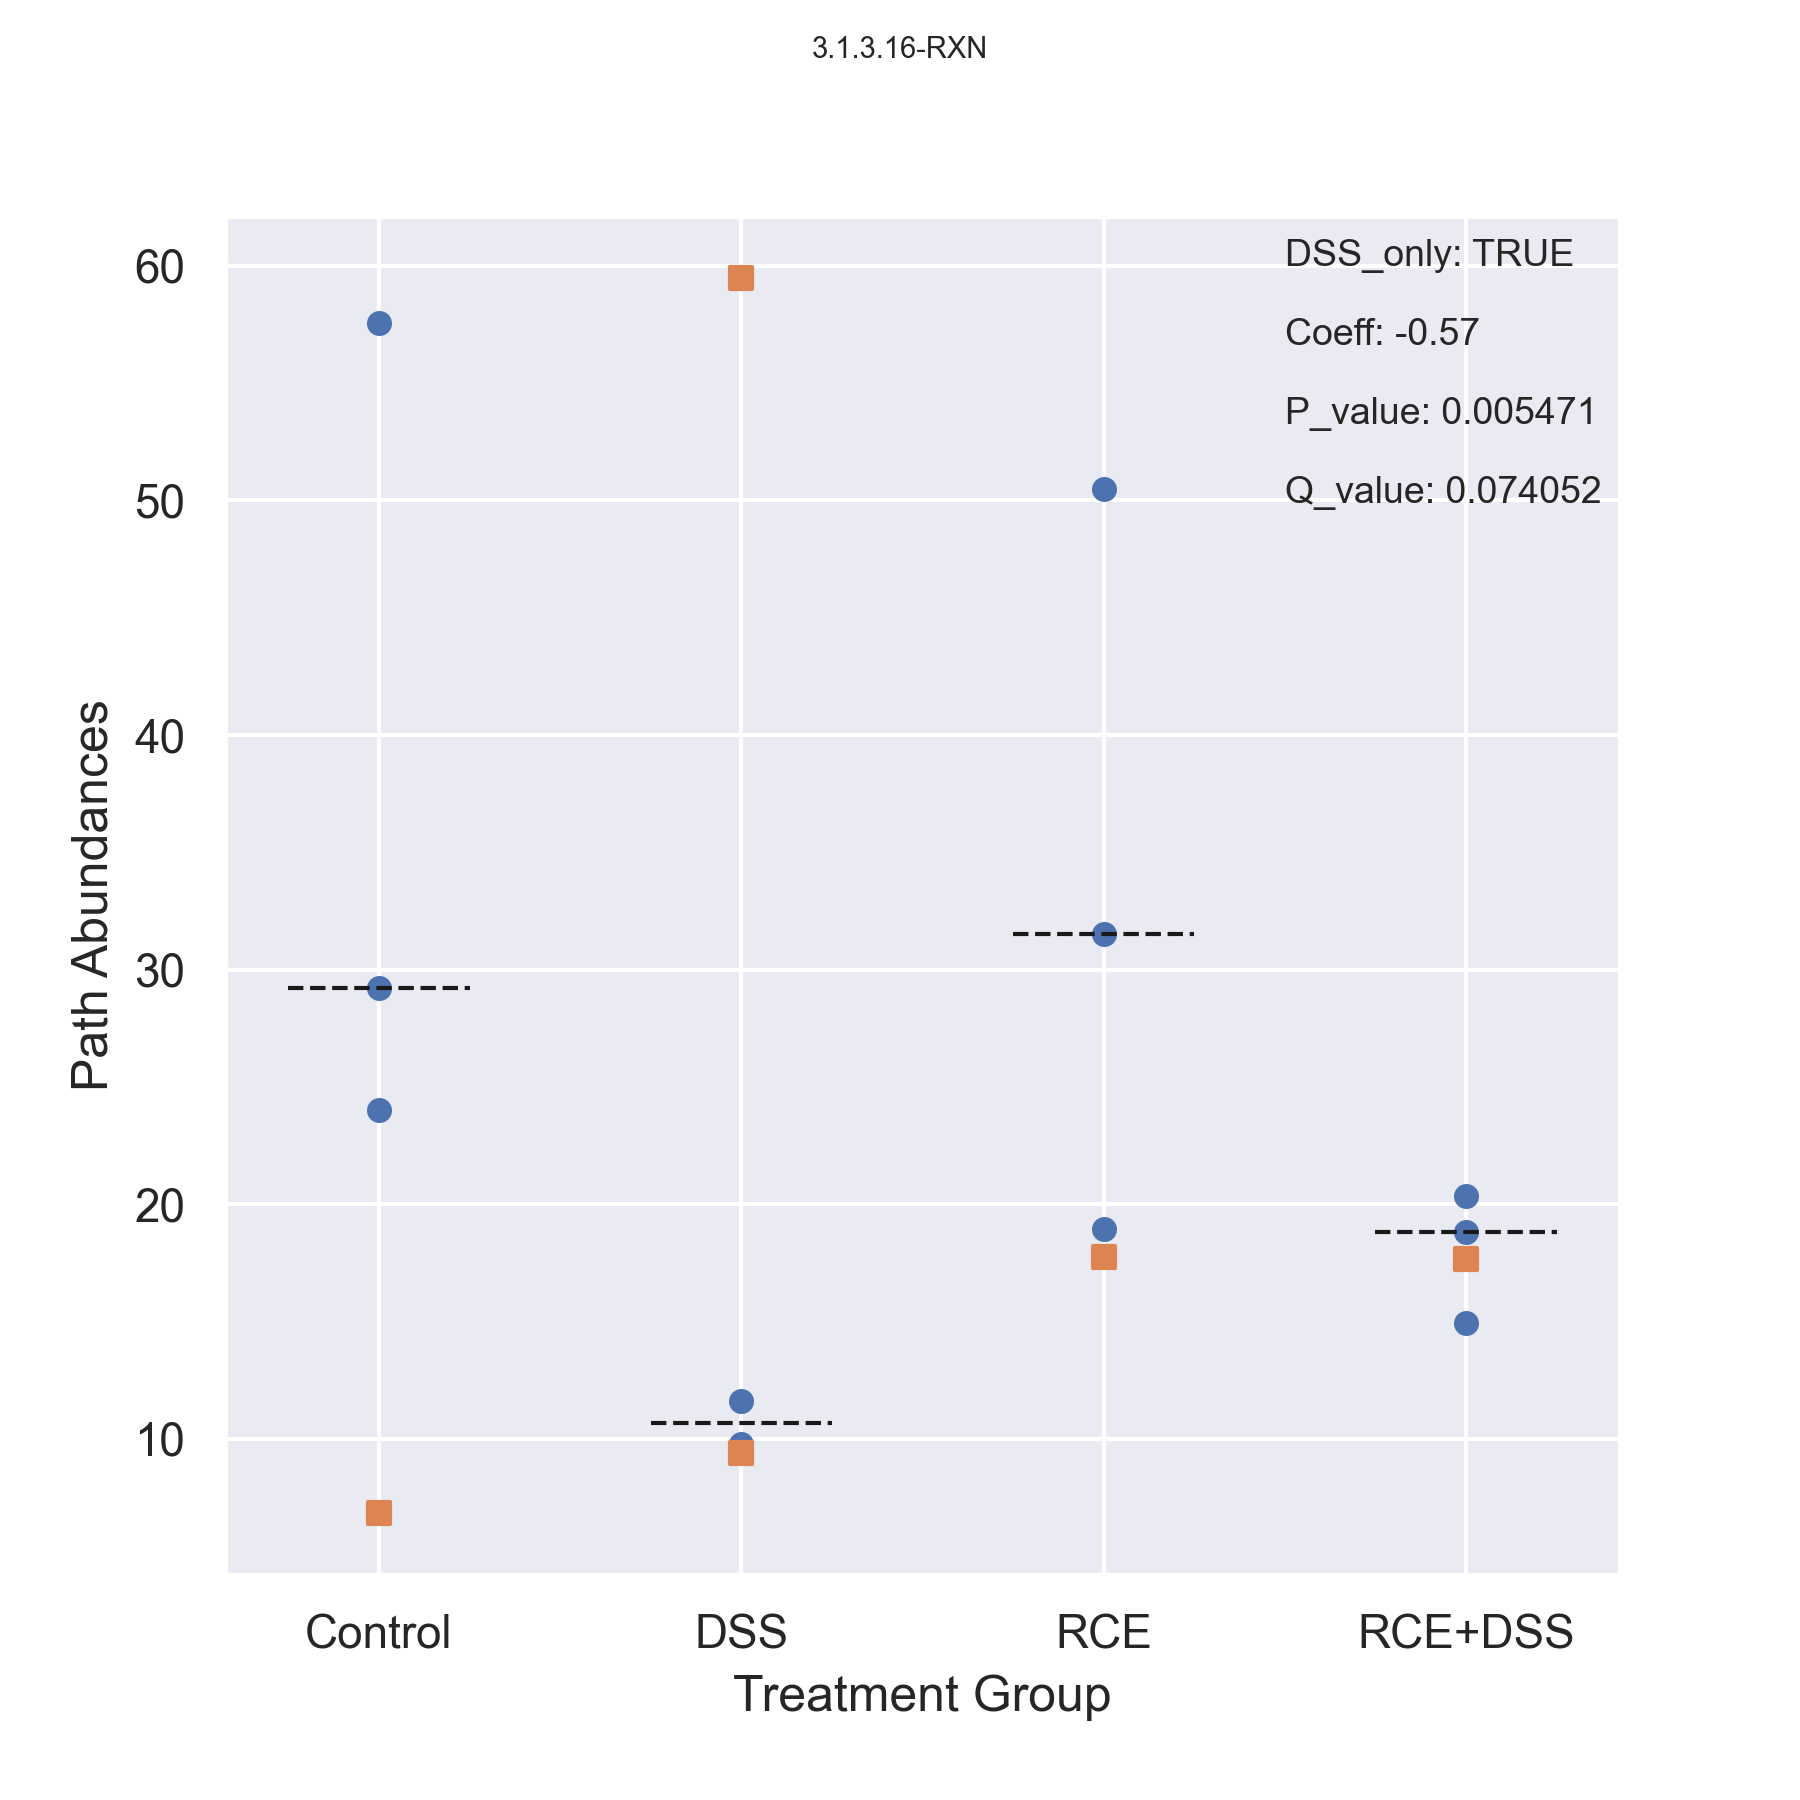 3.1.3.16-RXN
DSS_only: TRUE
Coeff: -0.57
P_value: 0.005471
Q_value: 0.074052
60
50
40
30
20
10
Path Abundances
Control
DSS
RCE
RCE+DSS
Treatment Group